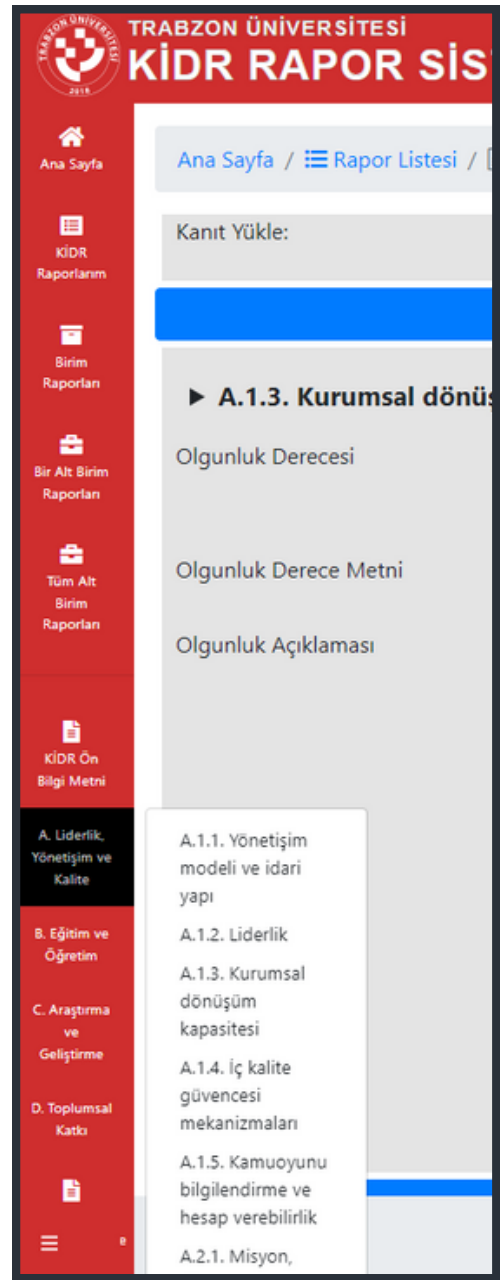 TRABZON ÜNİVERSİTESİ
TRABZON ÜNİVERSİTESİ
2018
KİDR RAPOR SİS
Ana Sayfa
Ana Sayfa / Rapor Listesi /
KİDR
Raporlarım
Kanıt Yükle:
Birim
Raporları
▶ A.1.3. Kurumsal dönüş
Bir Alt Birim
Raporları
Olgunluk Derecesi
Tüm Alt
Birim
Raporları
Olgunluk Derece Metni
Olgunluk Açıklaması
KİDR Ön
Bilgi Metni
A. Liderlik,
Yönetişim ve
Kalite
B. Eğitim ve
Öğretim
C. Araştırma
ve
Geliştirme
D. Toplumsal
Katkı
e
A.1.1. Yönetişim
modeli ve idari
yapı
A.1.2. Liderlik
A.1.3. Kurumsal
dönüşüm
kapasitesi
A.1.4. İç kalite
güvencesi
mekanizmaları
A.1.5. Kamuoyunu
bilgilendirme ve
hesap verebilirlik
A.2.1. Misyon,